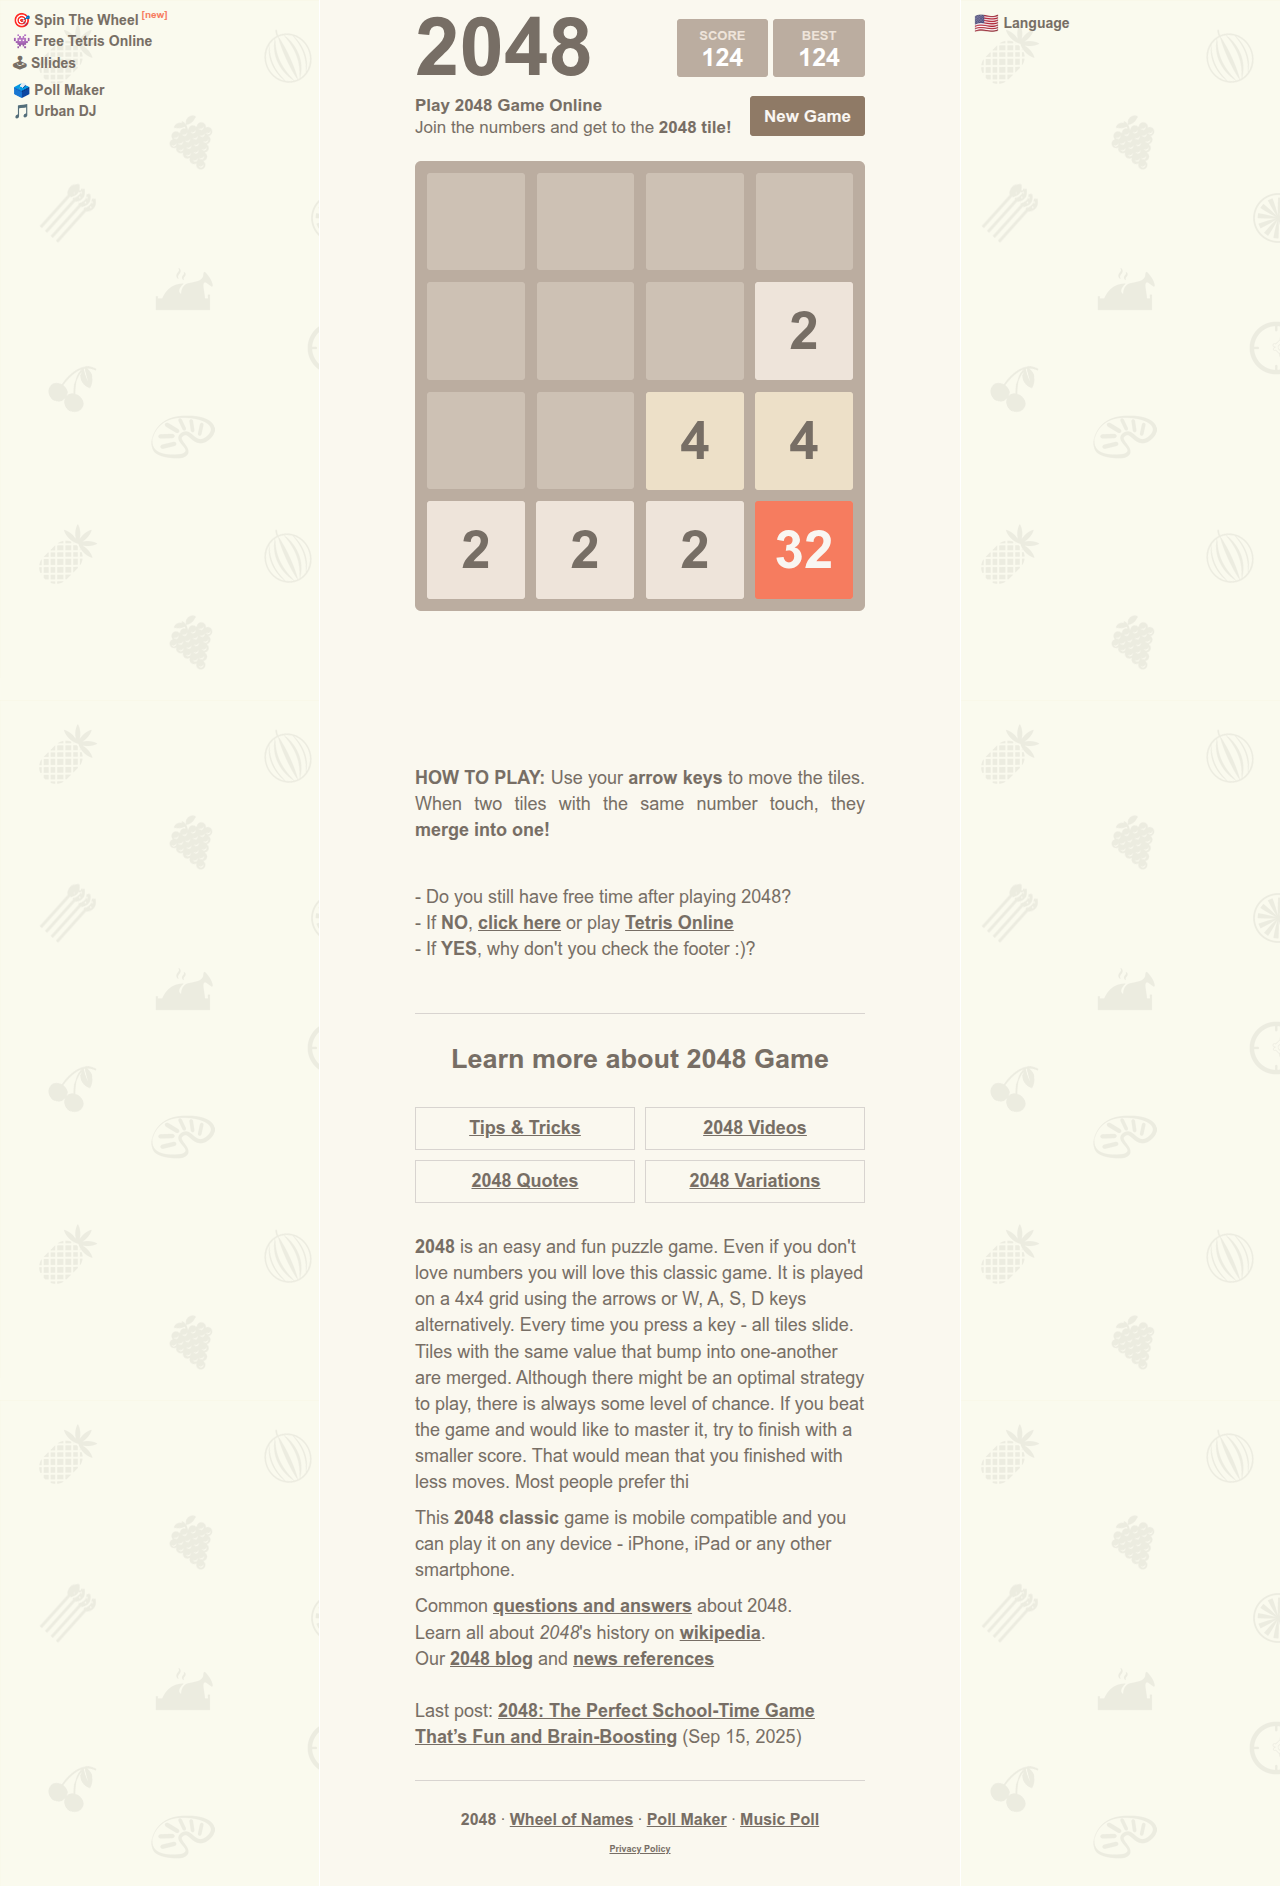 🎯 Spin The Wheel [new]
👾 Free Tetris Online
🕹 Sllides
🗳 Poll Maker
🎵 Urban DJ
🇺🇸 Language
2048
SCORE
124
BEST
124
Play 2048 Game Online
Join the numbers and get to the 2048 tile!
New Game
2
4 4
2 2 2 32
HOW TO PLAY: Use your arrow keys to move the tiles.
When two tiles with the same number touch, they
merge into one!
- Do you still have free time after playing 2048?
- If NO, click here or play Tetris Online
- If YES, why don't you check the footer :)?
Learn more about 2048 Game
Tips & Tricks
2048 Videos
2048 Quotes
2048 Variations
2048 is an easy and fun puzzle game. Even if you don't
love numbers you will love this classic game. It is played
on a 4x4 grid using the arrows or W, A, S, D keys
alternatively. Every time you press a key - all tiles slide.
Tiles with the same value that bump into one-another
are merged. Although there might be an optimal strategy
to play, there is always some level of chance. If you beat
the game and would like to master it, try to finish with a
smaller score. That would mean that you finished with
less moves. Most people prefer thi
This 2048 classic game is mobile compatible and you
can play it on any device - iPhone, iPad or any other
smartphone.
Common questions and answers about 2048.
Learn all about 2048's history on wikipedia.
Our 2048 blog and news references
Last post: 2048: The Perfect School-Time Game
That’s Fun and Brain-Boosting (Sep 15, 2025)
2048 · Wheel of Names · Poll Maker · Music Poll
Privacy Policy